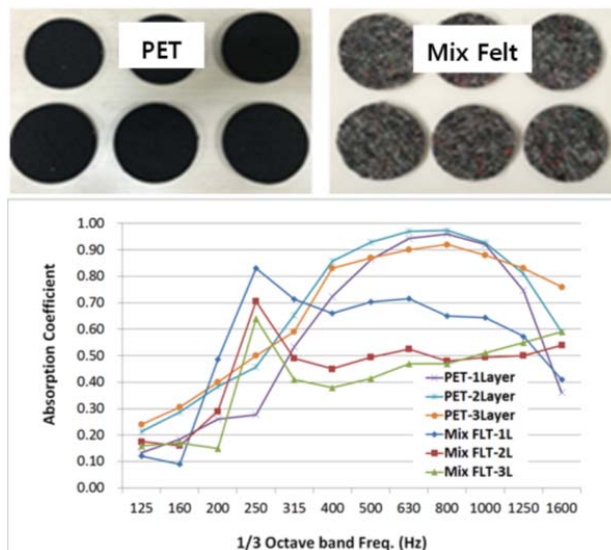 PET
Mix Felt
Absorption Coefficient
1.00
0.90
0.80
0.70
0.60
0.50
0.40
0.30
0.20
0.10
0.00
PET-1Layer
PET-2Layer
PET-3Layer
Mix FLT-1L
Mix FLT-2L
Mix FLT-3L
125 160 200 250 315 400 500 630 800 1000 1250 1600
1/3 Octave band Freq. (Hz)